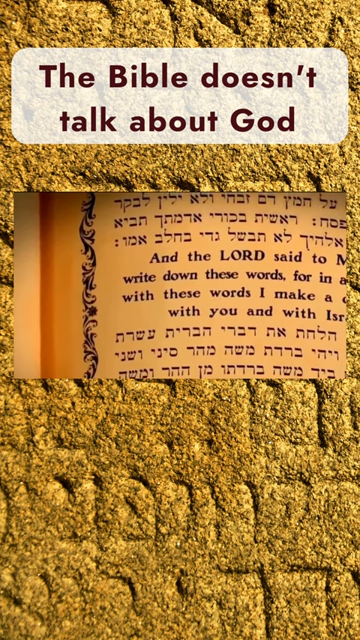 The Bible doesn't
talk about God
על חמץ דם זבחי ולא ילין לבקר
ראשית בכורי אדמתך תביא
אלהיך לא תבשל גדי בחלב אמו:
And the LORD said to
write down these words, for in a
with these words I make a
with you and with
הלחת את דברי הברית עשרת
ויהי ברדת משה מהר סיני ושני
ביד משה ברדתו מן ההר ומשה